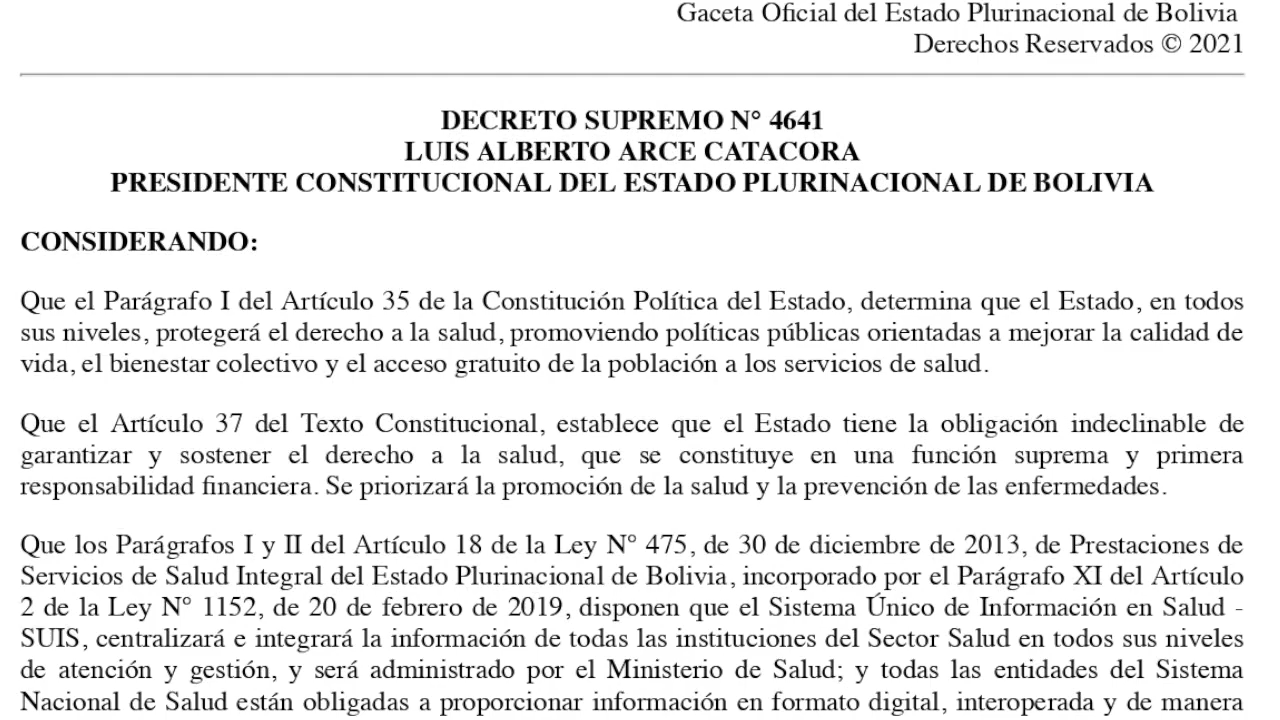 Gaceta Oficial del Estado Plurinacional de Bolivia
Derechos Reservados © 2021
DECRETO SUPREMO N° 4641
LUIS ALBERTO ARCE CATACORA
PRESIDENTE CONSTITUCIONAL DEL ESTADO PLURINACIONAL DE BOLIVIA
CONSIDERANDO:
Que el Parágrafo I del Artículo 35 de la Constitución Política del Estado, determina que el Estado, en todos
sus niveles, protegerá el derecho a la salud, promoviendo políticas públicas orientadas a mejorar la calidad de
vida, el bienestar colectivo y el acceso gratuito de la población a los servicios de salud.
Que el Artículo 37 del Texto Constitucional, establece que el Estado tiene la obligación indeclinable de
garantizar y sostener el derecho a la salud, que se constituye en una función suprema y primera
responsabilidad financiera. Se priorizará la promoción de la salud y la prevención de las enfermedades.
Que los Parágrafos I y II del Artículo 18 de la Ley N° 475, de 30 de diciembre de 2013, de Prestaciones de
Servicios de Salud Integral del Estado Plurinacional de Bolivia, incorporado por el Parágrafo XI del Artículo
2 de la Ley N° 1152, de 20 de febrero de 2019, disponen que el Sistema Único de Información en Salud -
SUIS, centralizará e integrará la información de todas las instituciones del Sector Salud en todos sus niveles
de atención y gestión, y será administrado por el Ministerio de Salud; y todas las entidades del Sistema
Nacional de Salud están obligadas a proporcionar información en formato digital, interoperada y de manera